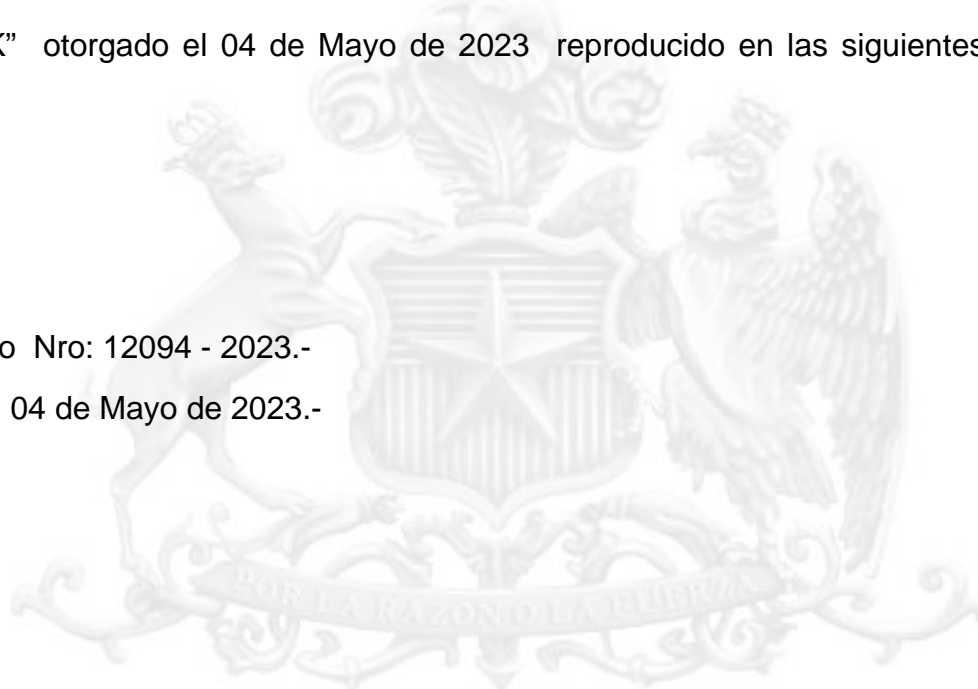 K” otorgado el 04 de Mayo de 2023 reproducido en las siguientes
o Nro: 12094 - 2023.-
04 de Mayo de 2023.-
POR LA RAZON O LA FUERZA